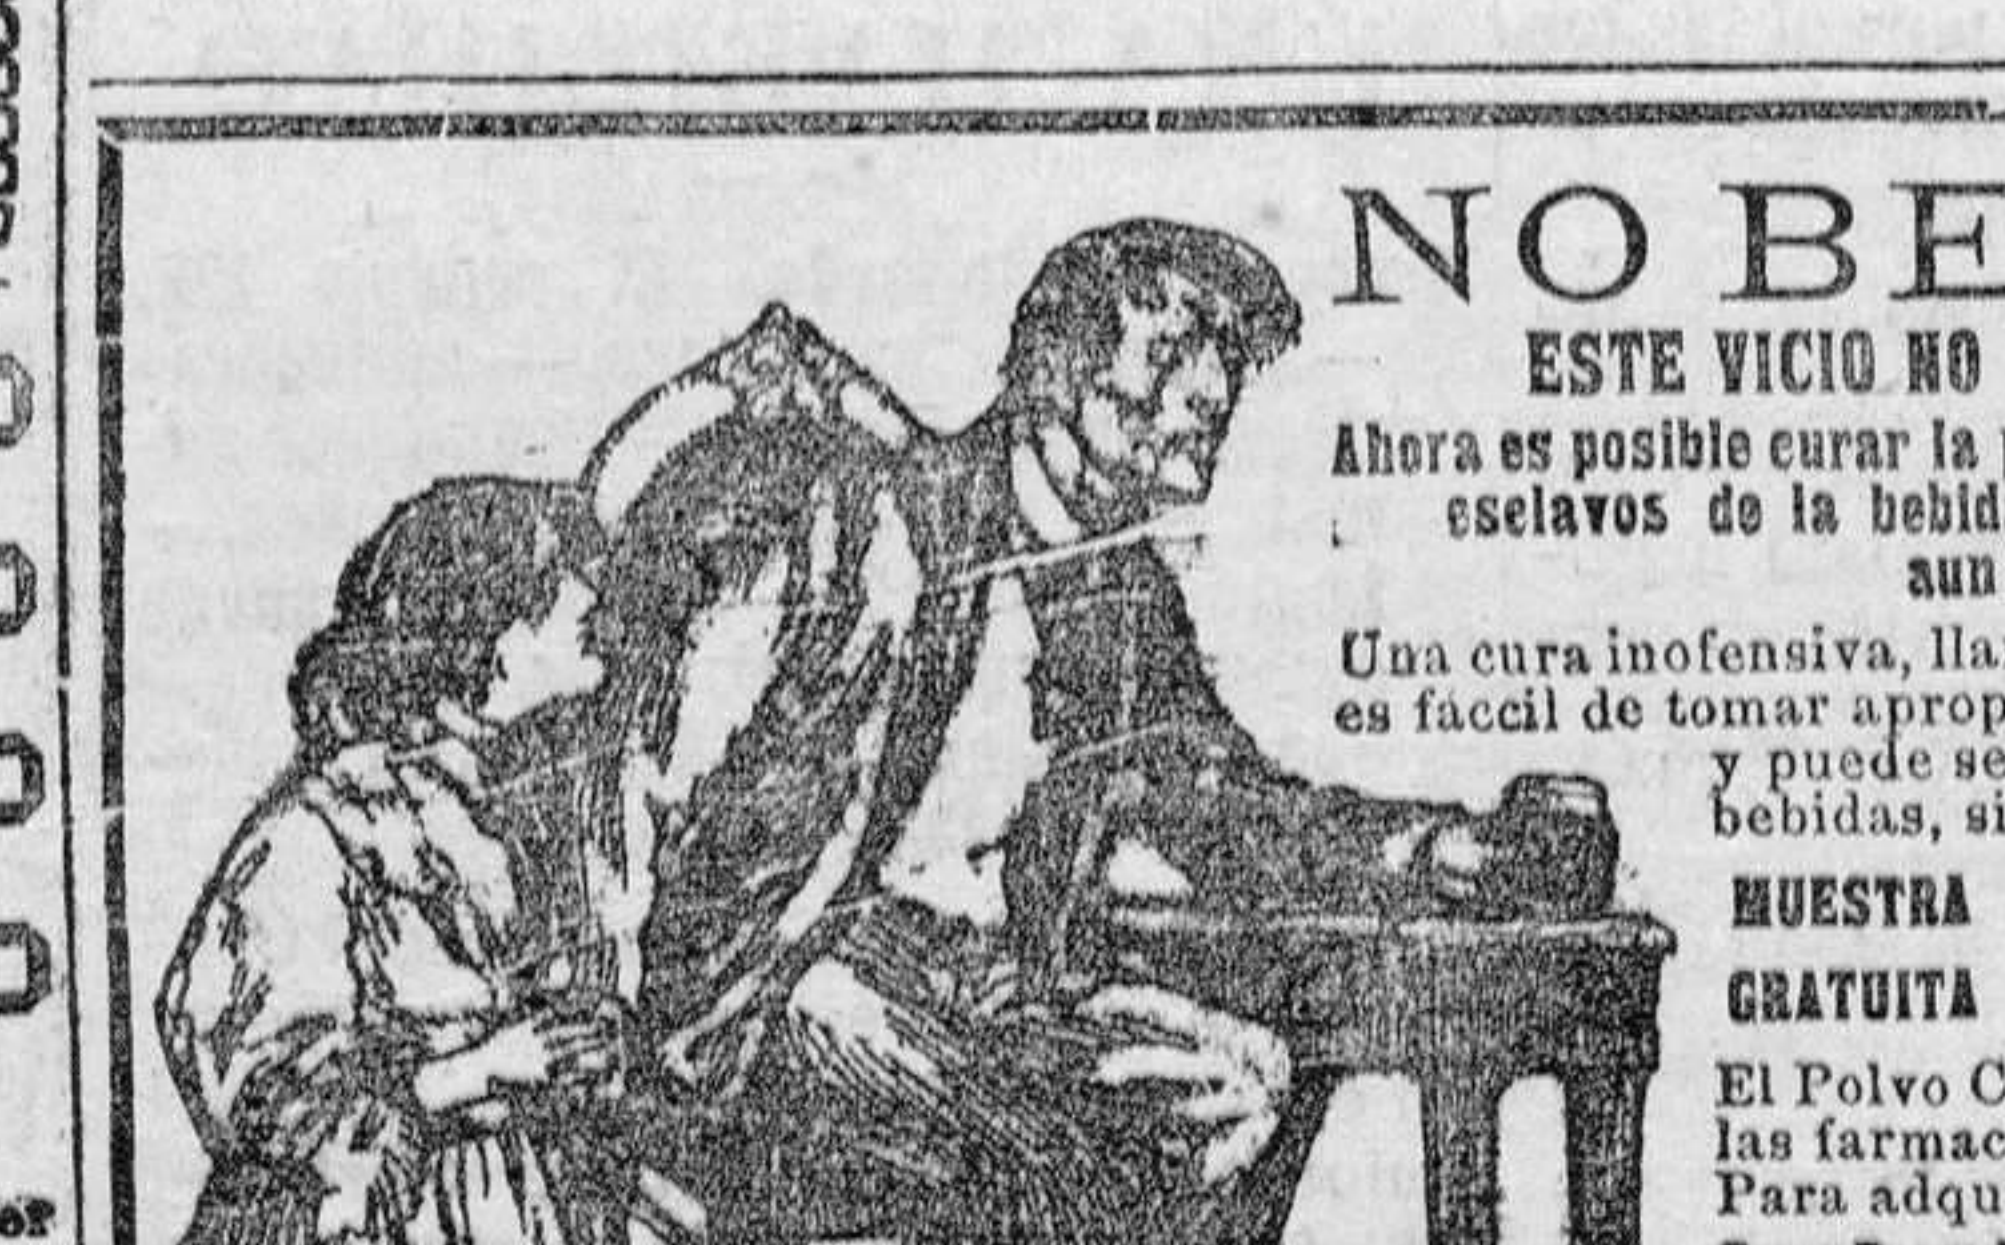 NO BE
ESTE VICIO NO
Ahora es posible curar la
esclavos de la bebid
aun
Una cura inofensiva, lla
es faccil de tomar aprop
y puede se
bebidas, si
MUESTRA
GRATUITA
El Polvo C
las farmac
Para adqu